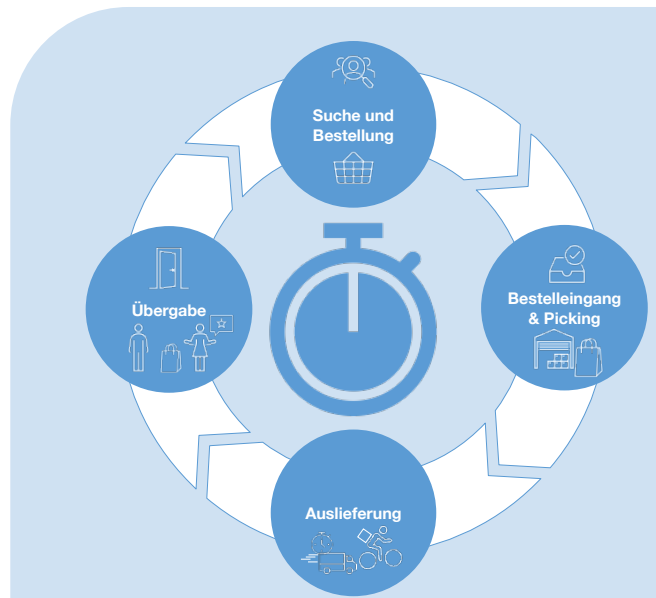 Suche und
Bestellung
Bestelleingang
& Picking
Auslieferung
Übergabe